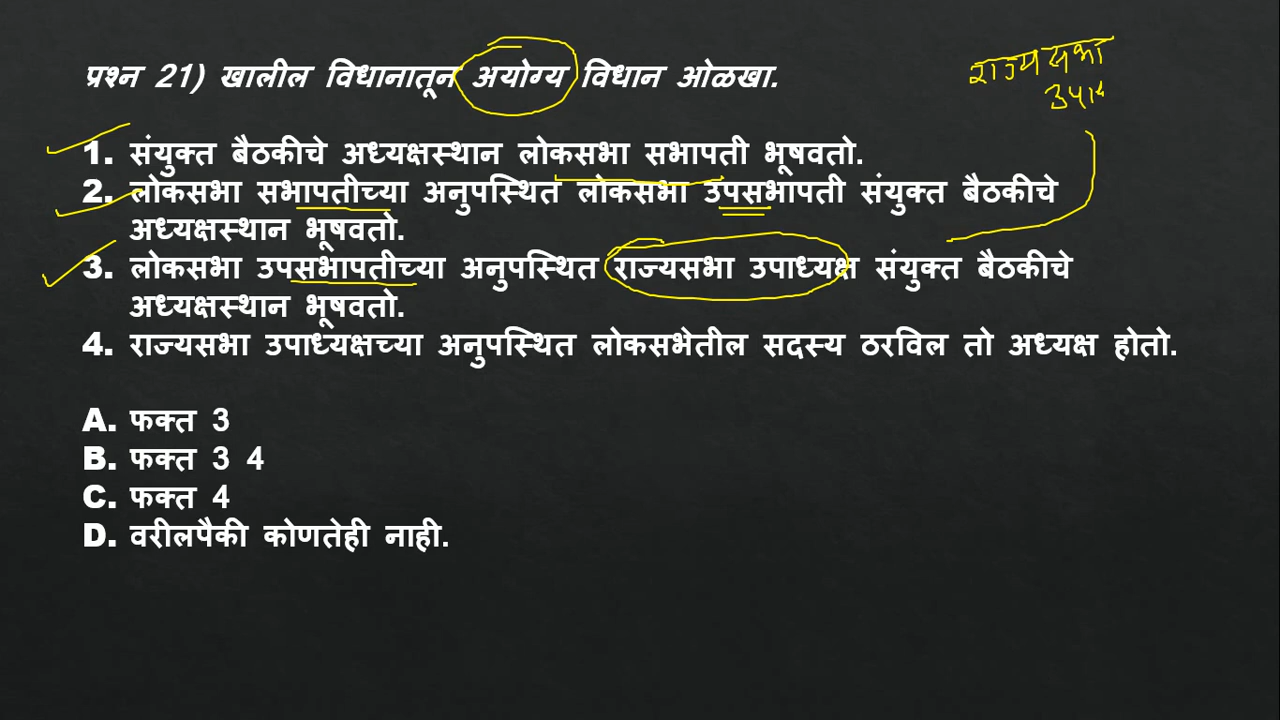 प्रश्न 21) खालील विधानातून अयोग्य विधान ओळखा.
राज्यसभा
1. संयुक्त बैठकीचे अध्यक्षस्थान लोकसभा सभापती भूषवतो.
2. लोकसभा सभापतीच्या अनुपस्थित लोकसभा उपसभापती संयुक्त बैठकीचे
अध्यक्षस्थान भूषवतो.
3. लोकसभा उपसभापतीच्या अनुपस्थित राज्यसभा उपाध्यक्ष संयुक्त बैठकीचे
अध्यक्षस्थान भूषवतो.
4. राज्यसभा उपाध्यक्षच्या अनुपस्थित लोकसभेतील सदस्य ठरविल तो अध्यक्ष होतो.
A. फक्त 3
B. फक्त 3 4
C. फक्त 4
D. वरीलपैकी कोणतेही नाही.